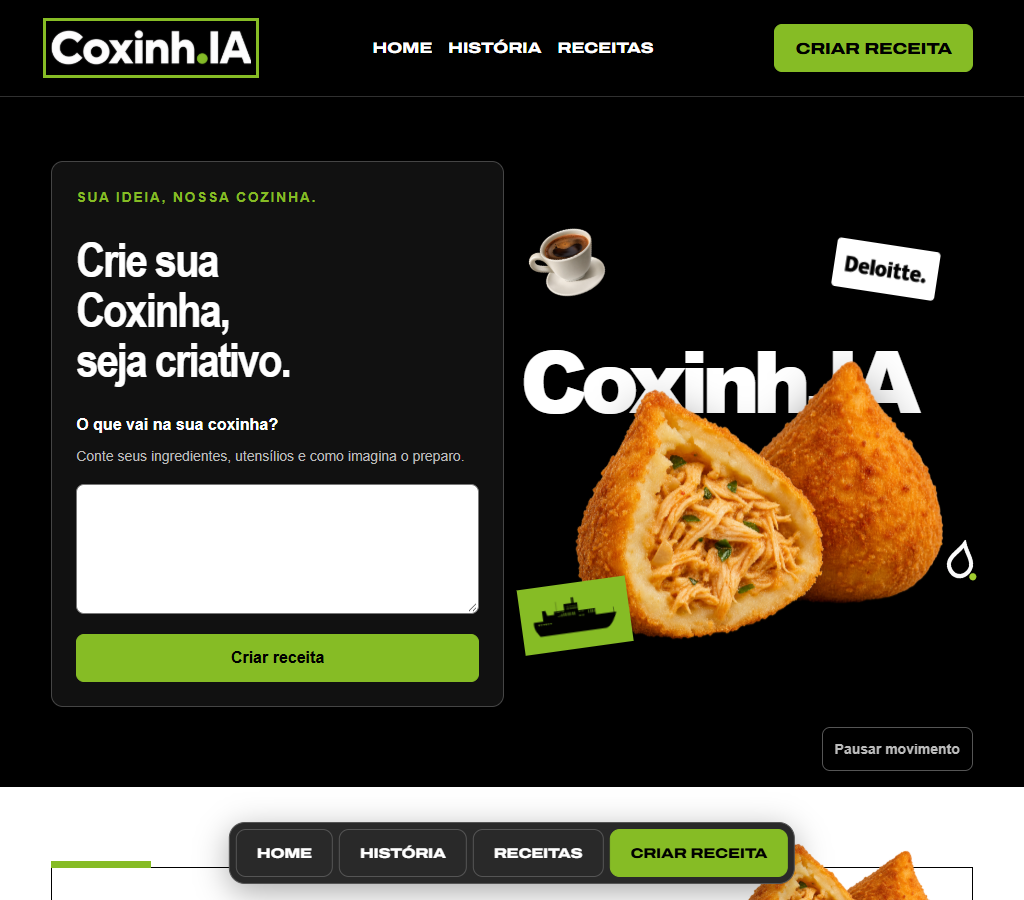 Coxinh.IA
HOME HISTÓRIA RECEITAS
CRIAR RECEITA
SUA IDEIA, NOSSA COZINHA.
Crie sua
Coxinha,
seja criativo.
O que vai na sua coxinha?
Conte seus ingredientes, utensílios e como imagina o preparo.
Criar receita
Deloitte.
Coxinh.IA
Pausar movimento
HOME HISTÓRIA RECEITAS CRIAR RECEITA